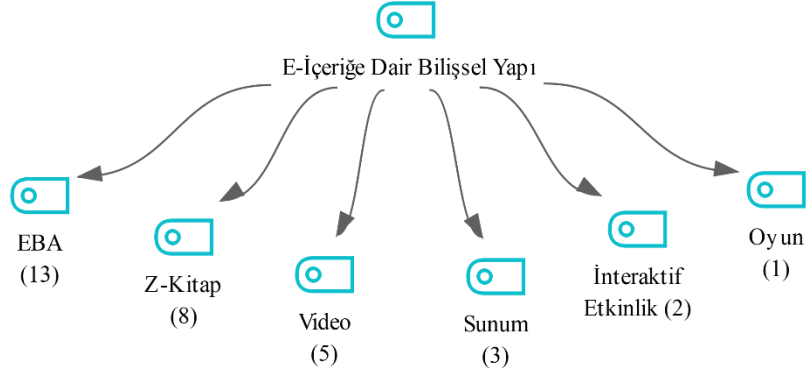 E-İçeriğe Dair Bilişsel Yapı
EBA
(13)
Z-Kitap
(8)
Video
(5)
Sunum
(3)
İnteraktif
Etkinlik (2)
Oyun
(1)